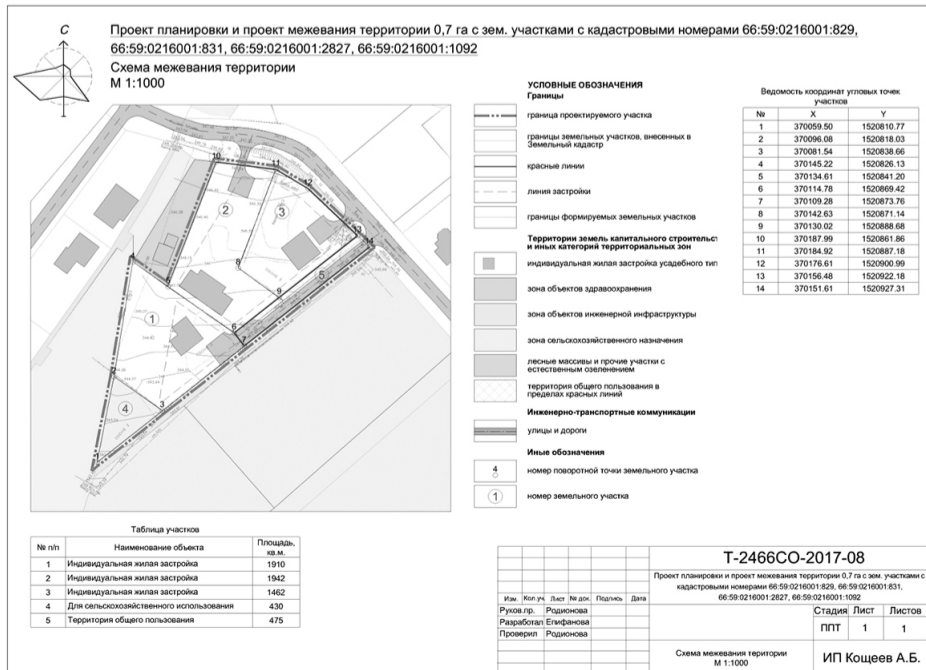 С
Проект планировки и проект межевания территории 0,7 га с зем. участками с кадастровыми номерами 66:59:0216001:829,
66:59:0216001:831, 66:59:0216001:2827, 66:59:0216001:1092
Схема межевания территории
М 1:1000
10
11
12
2
3
13
14
8
5
9
1
6
7
2
4
3
УСЛОВНЫЕ ОБОЗНАЧЕНИЯ
Границы
граница проектируемого участка
границы земельных участков, внесенных в
Земельный кадастр
красные линии
линия застройки
границы формируемых земельных участков
Территории земель капитального строительст
и иных категорий территориальных зон
индивидуальная жилая застройка усадебного тип
зона объектов здравоохранения
зона объектов инженерной инфраструктуры
зона сельскохозяйственного назначения
лесные массивы и прочие участки с
естественным озеленением
территория общего пользования в
пределах красных линий
Инженерно-транспортные коммуникации
улицы и дороги
Иные обозначения
4 номер поворотной точки земельного участка
1 номер земельного участка
Ведомость координат угловых точек
участков
№ X Y
1 370059.50 1520810.77
2 370096.08 1520818.03
3 370081.54 1520838.66
4 370145.22 1520826.13
5 370134.61 1520841.20
6 370114.78 1520869.42
7 370109.28 1520873.76
8 370142.63 1520871.14
9 370130.02 1520888.68
10 370187.99 1520861.86
11 370184.92 1520887.18
12 370176.61 1520900.99
13 370156.48 1520922.18
14 370151.61 1520927.31
Таблица участков
№ п/п Наименование объекта Площадь,
кв.м.
1 Индивидуальная жилая застройка 1910
2 Индивидуальная жилая застройка 1942
3 Индивидуальная жилая застройка 1462
4 Для сельскохозяйственного использования 430
5 Территория общего пользования 475
Т-2466СО-2017-08
Проект планировки и проект межевания территории 0,7 га с зем. участками с
кадастровыми номерами 66:59:0216001:829, 66:59:0216001:831,
66:59:0216001:2827, 66:59:0216001:1092
Изм. Кол.уч Лист № док. Подпись Дата
Руков.пр. Родионова
Разработал Епифанова
Проверил Родионова
Стадия Лист Листов
ППТ 1 1
Схема межевания територии
М 1:1000
ИП Кощеев А.Б.